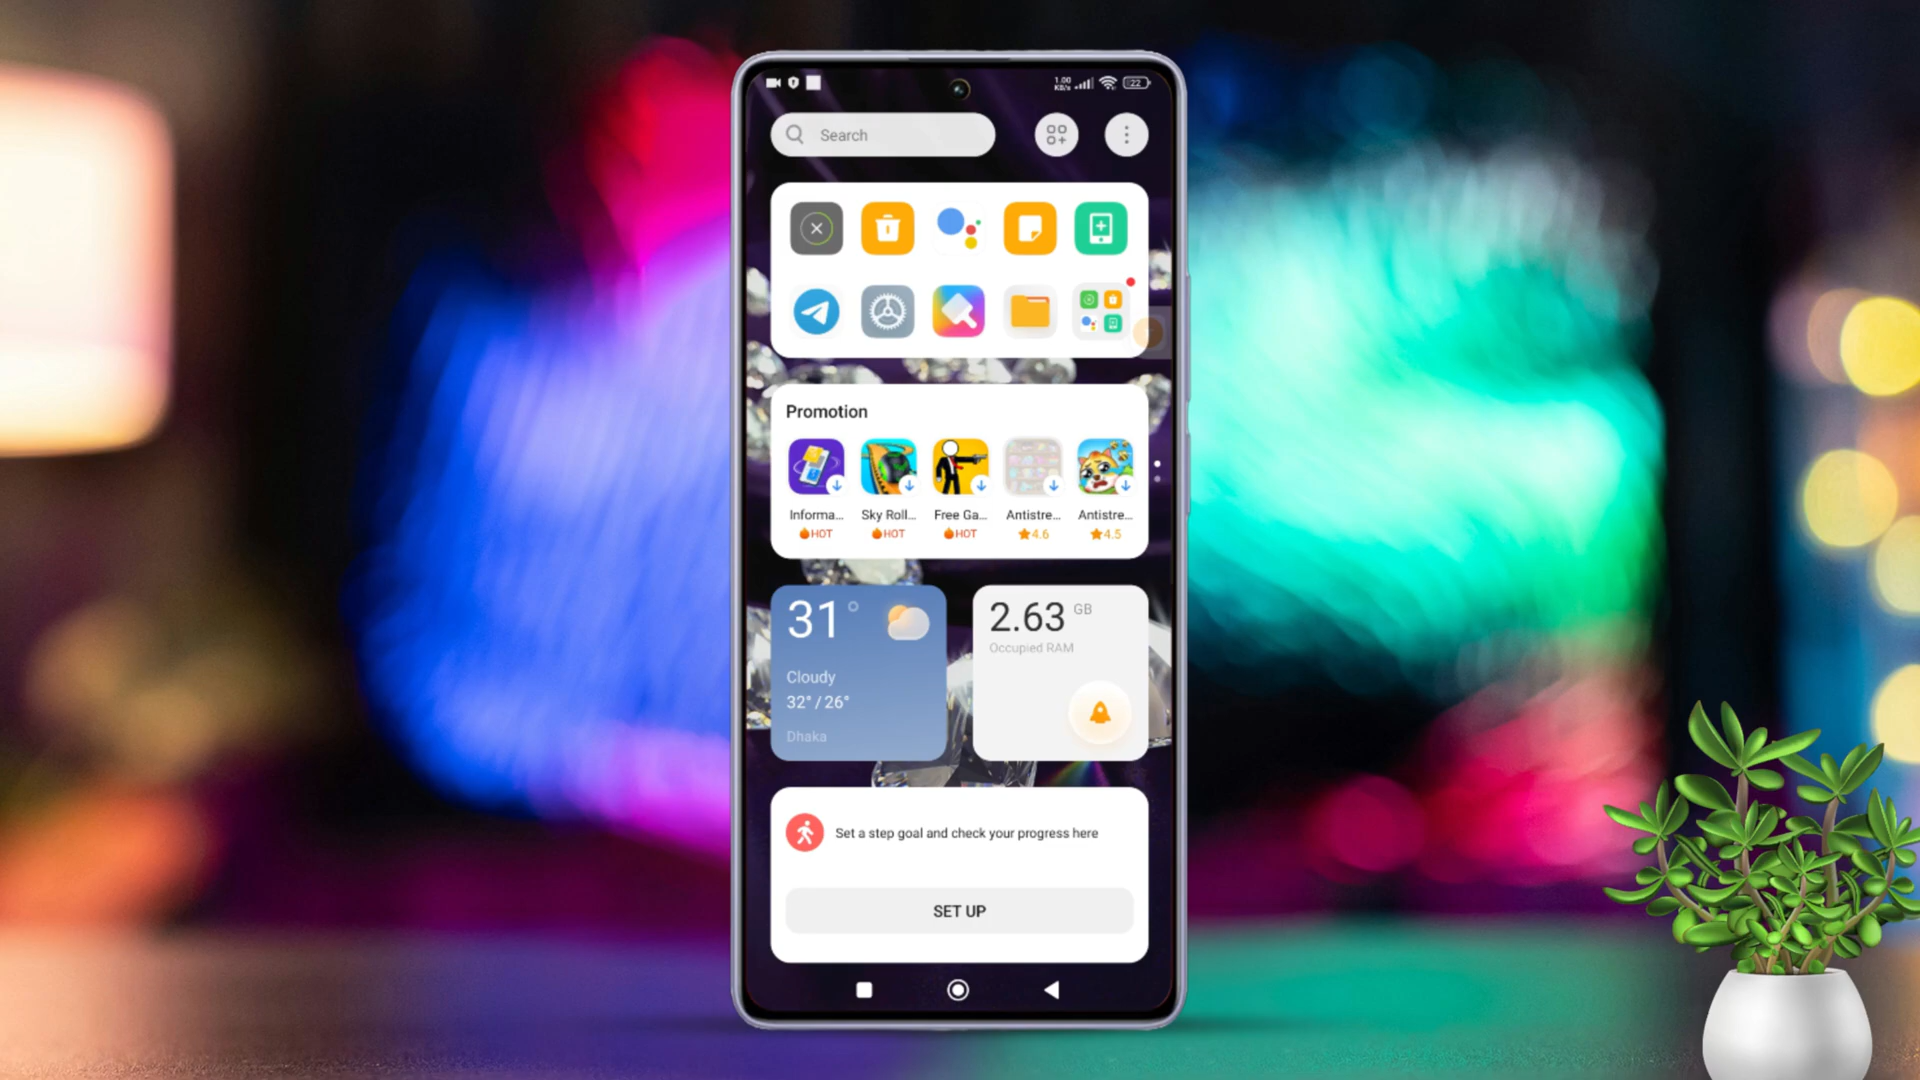 1.00
KB/s
22
Search
Promotion
Informa...
Sky Roll...
Free Ga...
Antistre...
Antistre...
HOT
HOT
HOT
4.6
4.5
31°
Cloudy
32° / 26°
Dhaka
2.63 GB
Occupied RAM
Set a step goal and check your progress here
SET UP